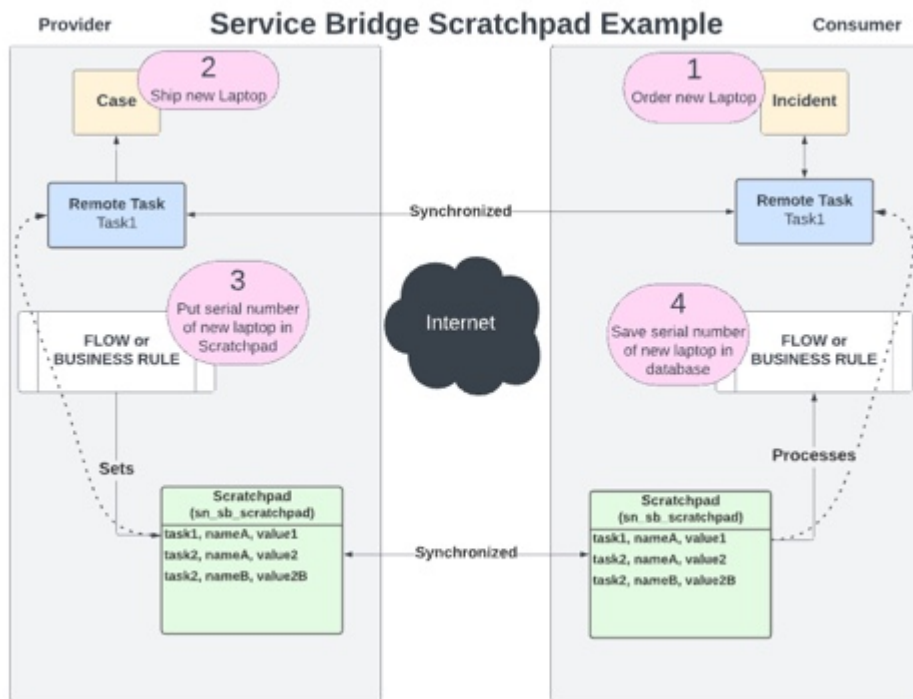 Provider
Service Bridge Scratchpad Example
Consumer
2
Ship new Laptop
Case
1
Order new Laptop
Incident
Remote Task
Task1
Synchronized
Remote Task
Task1
3
Put serial number
of new laptop in
Scratchpad
FLOW or
BUSINESS RULE
Internet
4
Save serial number
of new laptop in
database
FLOW or
BUSINESS RULE
Sets
Processes
Scratchpad
(sn_sb_scratchpad)
task1, nameA, value1
task2, nameA, value2
task2, nameB, value2B
Synchronized
Scratchpad
(sn_sb_scratchpad)
task1, nameA, value1
task2, nameA, value2
task2, nameB, value2B